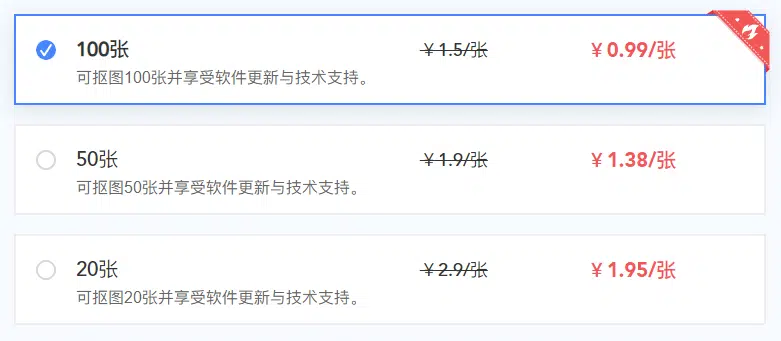 100张 ￥1.5/张 ￥0.99/张
可抠图100张并享受软件更新与技术支持。
50张 ￥1.9/张 ￥1.38/张
可抠图50张并享受软件更新与技术支持。
20张 ￥2.9/张 ￥1.95/张
可抠图20张并享受软件更新与技术支持。